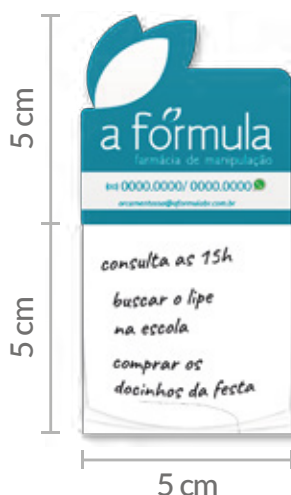 5 cm
a fórmula
farmácia de manipulação
0000.0000/ 0000.0000
5 cm
consulta as 15h
buscar o lipe
na escola
comprar os
docinhos da festa
5 cm